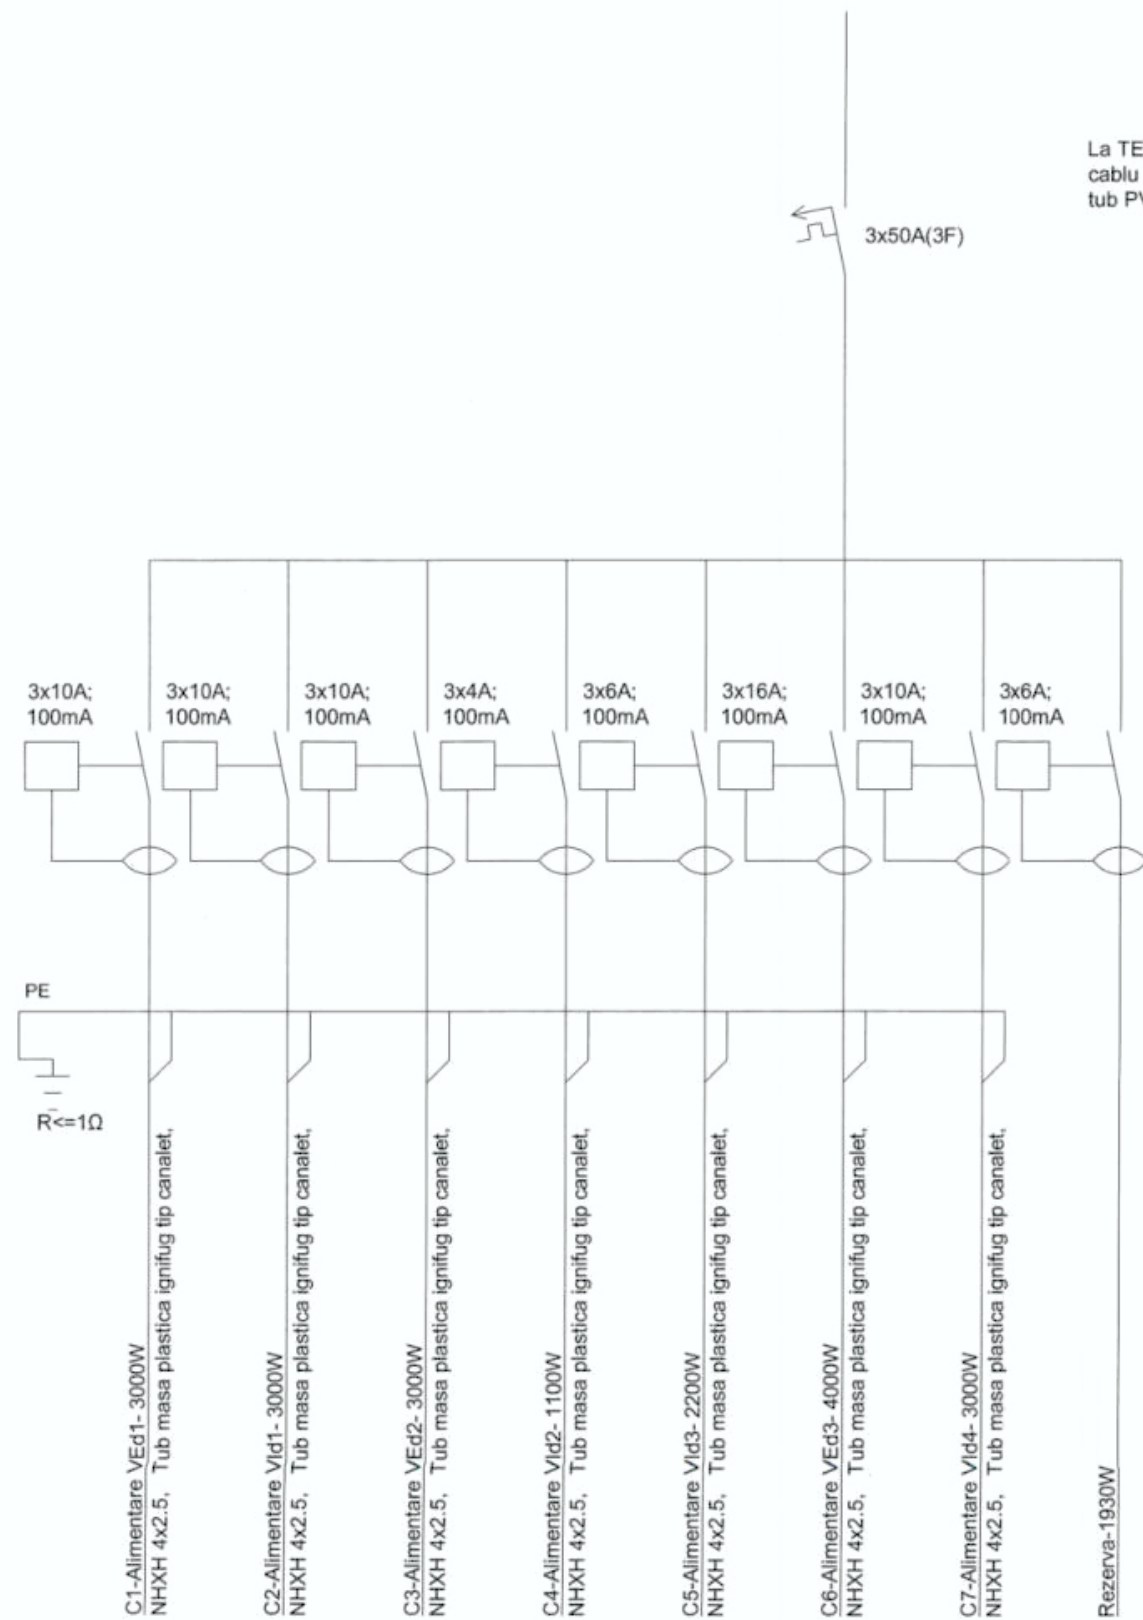 La TE
cablu
tub PV
3x50A(3F)
3x10A;
100mA
3x10A;
100mA
3x10A;
100mA
3x4A;
100mA
3x6A;
100mA
3x16A;
100mA
3x10A;
100mA
3x6A;
100mA
PE
R<=1Ω
C1-Alimentare VEd1- 3000W
NHXH 4x2.5, Tub masa plastica ignifug tip canalet,
C2-Alimentare VId1- 3000W
NHXH 4x2.5, Tub masa plastica ignifug tip canalet,
C3-Alimentare VEd2- 3000W
NHXH 4x2.5, Tub masa plastica ignifug tip canalet,
C4-Alimentare VId2- 1100W
NHXH 4x2.5, Tub masa plastica ignifug tip canalet,
C5-Alimentare VId3- 2200W
NHXH 4x2.5, Tub masa plastica ignifug tip canalet,
C6-Alimentare VEd3- 4000W
NHXH 4x2.5, Tub masa plastica ignifug tip canalet,
C7-Alimentare VId4- 3000W
NHXH 4x2.5, Tub masa plastica ignifug tip canalet,
Rezerva-1930W